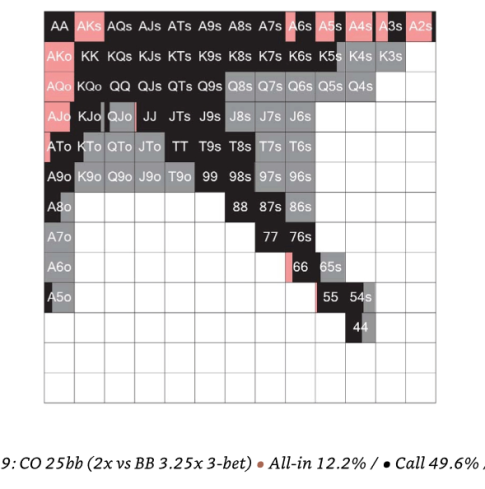 AA AKs AQs AJs ATs A9s A8s A7s A6s A5s A4s A3s A2s
AKo KK KQs KJs KTs K9s K8s K7s K6s K5s K4s K3s
AQo KQo QQ QJs QTs Q9s Q8s Q7s Q6s Q5s Q4s
AJo KJo QJo JJ JTs J9s J8s J7s J6s
ATo KTo QTo JTo TT T9s T8s T7s T6s
A9o K9o Q9o J9o T9o 99 98s 97s 96s
A8o 88 87s 86s
A7o 77 76s
A6o 66 65s
A5o 55 54s
44
9: CO 25bb (2x vs BB 3.25x 3-bet) • All-in 12.2% / • Call 49.6% /